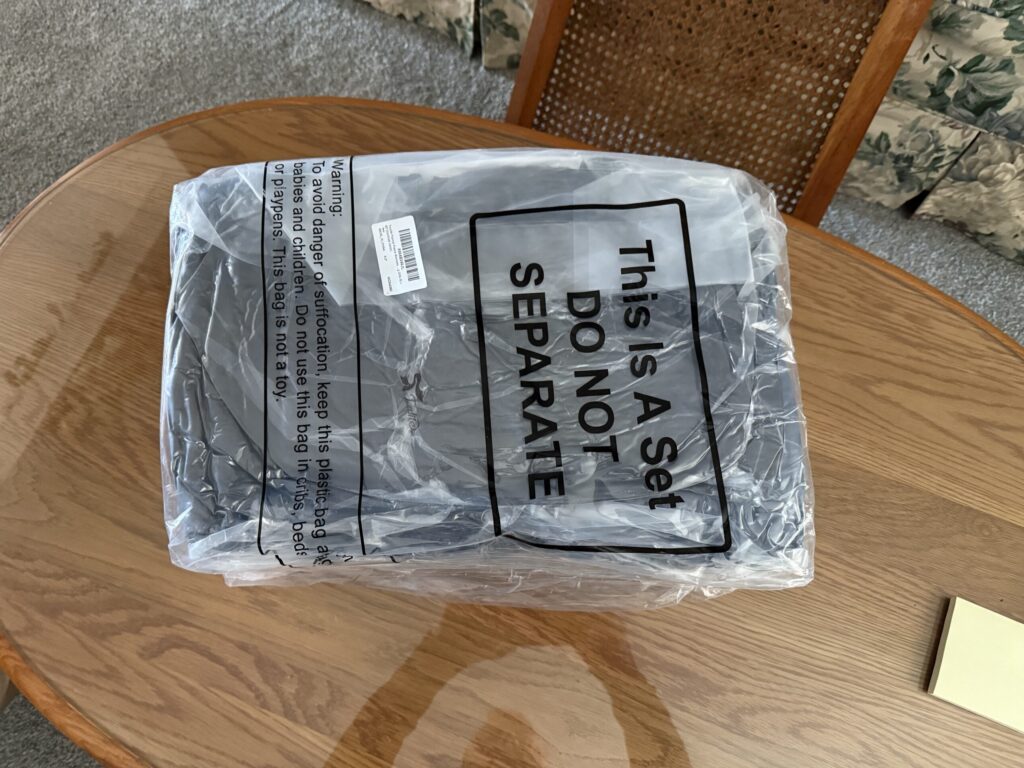 Warning:
To avoid danger of suffocation, keep this plastic bag
babies and children. Do not use this bag in cribs, beds
or playpens. This bag is not a toy.
This Is A Set
DO NOT
SEPARATE